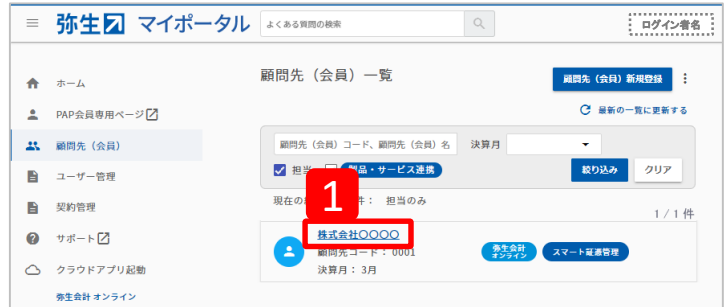 弥生 マイポータル
よくある質問の検索
ログイン者名
ホーム
PAP会員専用ページ
顧問先（会員）
ユーザー管理
契約管理
サポート
クラウドアプリ起動
弥生会計 オンライン
顧問先（会員）一覧
顧問先（会員）新規登録
最新の一覧に更新する
顧問先（会員）コード、顧問先（会員）名
決算月
担当
製品・サービス連携
絞り込み
クリア
1
担当のみ
1 / 1 件
株式会社〇〇〇〇
顧問先コード： 0001
決算月： 3月
弥生会計
オンライン
スマート証憑管理